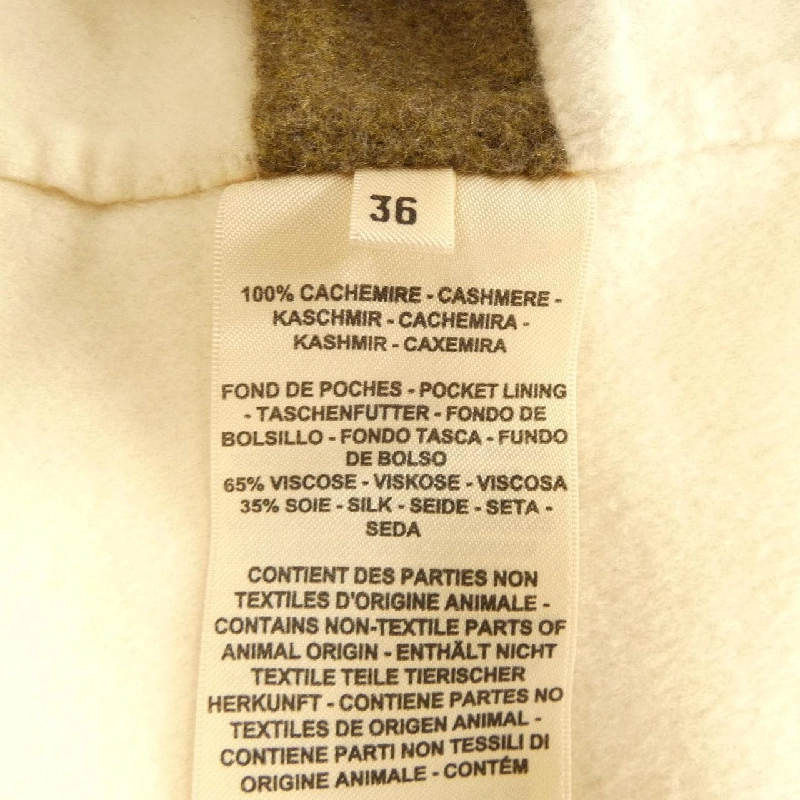 36
100% CACHEMIRE - CASHMERE -
KASCHMIR - CACHEMIRA -
KASHMIR - CAXEMIRA
FOND DE POCHES - POCKET LINING
- TASCHENFUTTER - FONDO DE
BOLSILLO - FONDO TASCA - FUNDO
DE BOLSO
65% VISCOSE - VISKOSE - VISCOSA
35% SOIE - SILK - SEIDE - SETA -
SEDA
CONTIENT DES PARTIES NON
TEXTILES D'ORIGINE ANIMALE -
CONTAINS NON-TEXTILE PARTS OF
ANIMAL ORIGIN - ENTHÄLT NICHT
TEXTILE TEILE TIERISCHER
HERKUNFT - CONTIENE PARTES NO
TEXTILES DE ORIGEN ANIMAL -
CONTIENE PARTI NON TESSILI DI
ORIGINE ANIMALE - CONTÉM